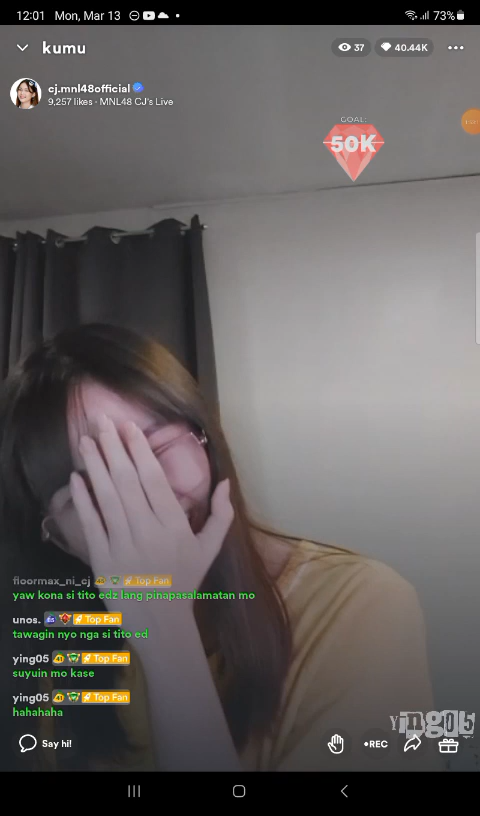 12:01 Mon, Mar 13 73%
kumu 37 40.44K
cj.mnl48official
9,257 likes · MNL48 CJ's Live
GOAL:
50K
floormax_ni_cj Top Fan
yaw kona si tito edz lang pinapasalamatan mo
unos. Top Fan
tawagin nyo nga si tito ed
ying05 41 Top Fan
suyuin mo kase
ying05 41 Top Fan
hahahaha
Ying05
Say hi! •REC